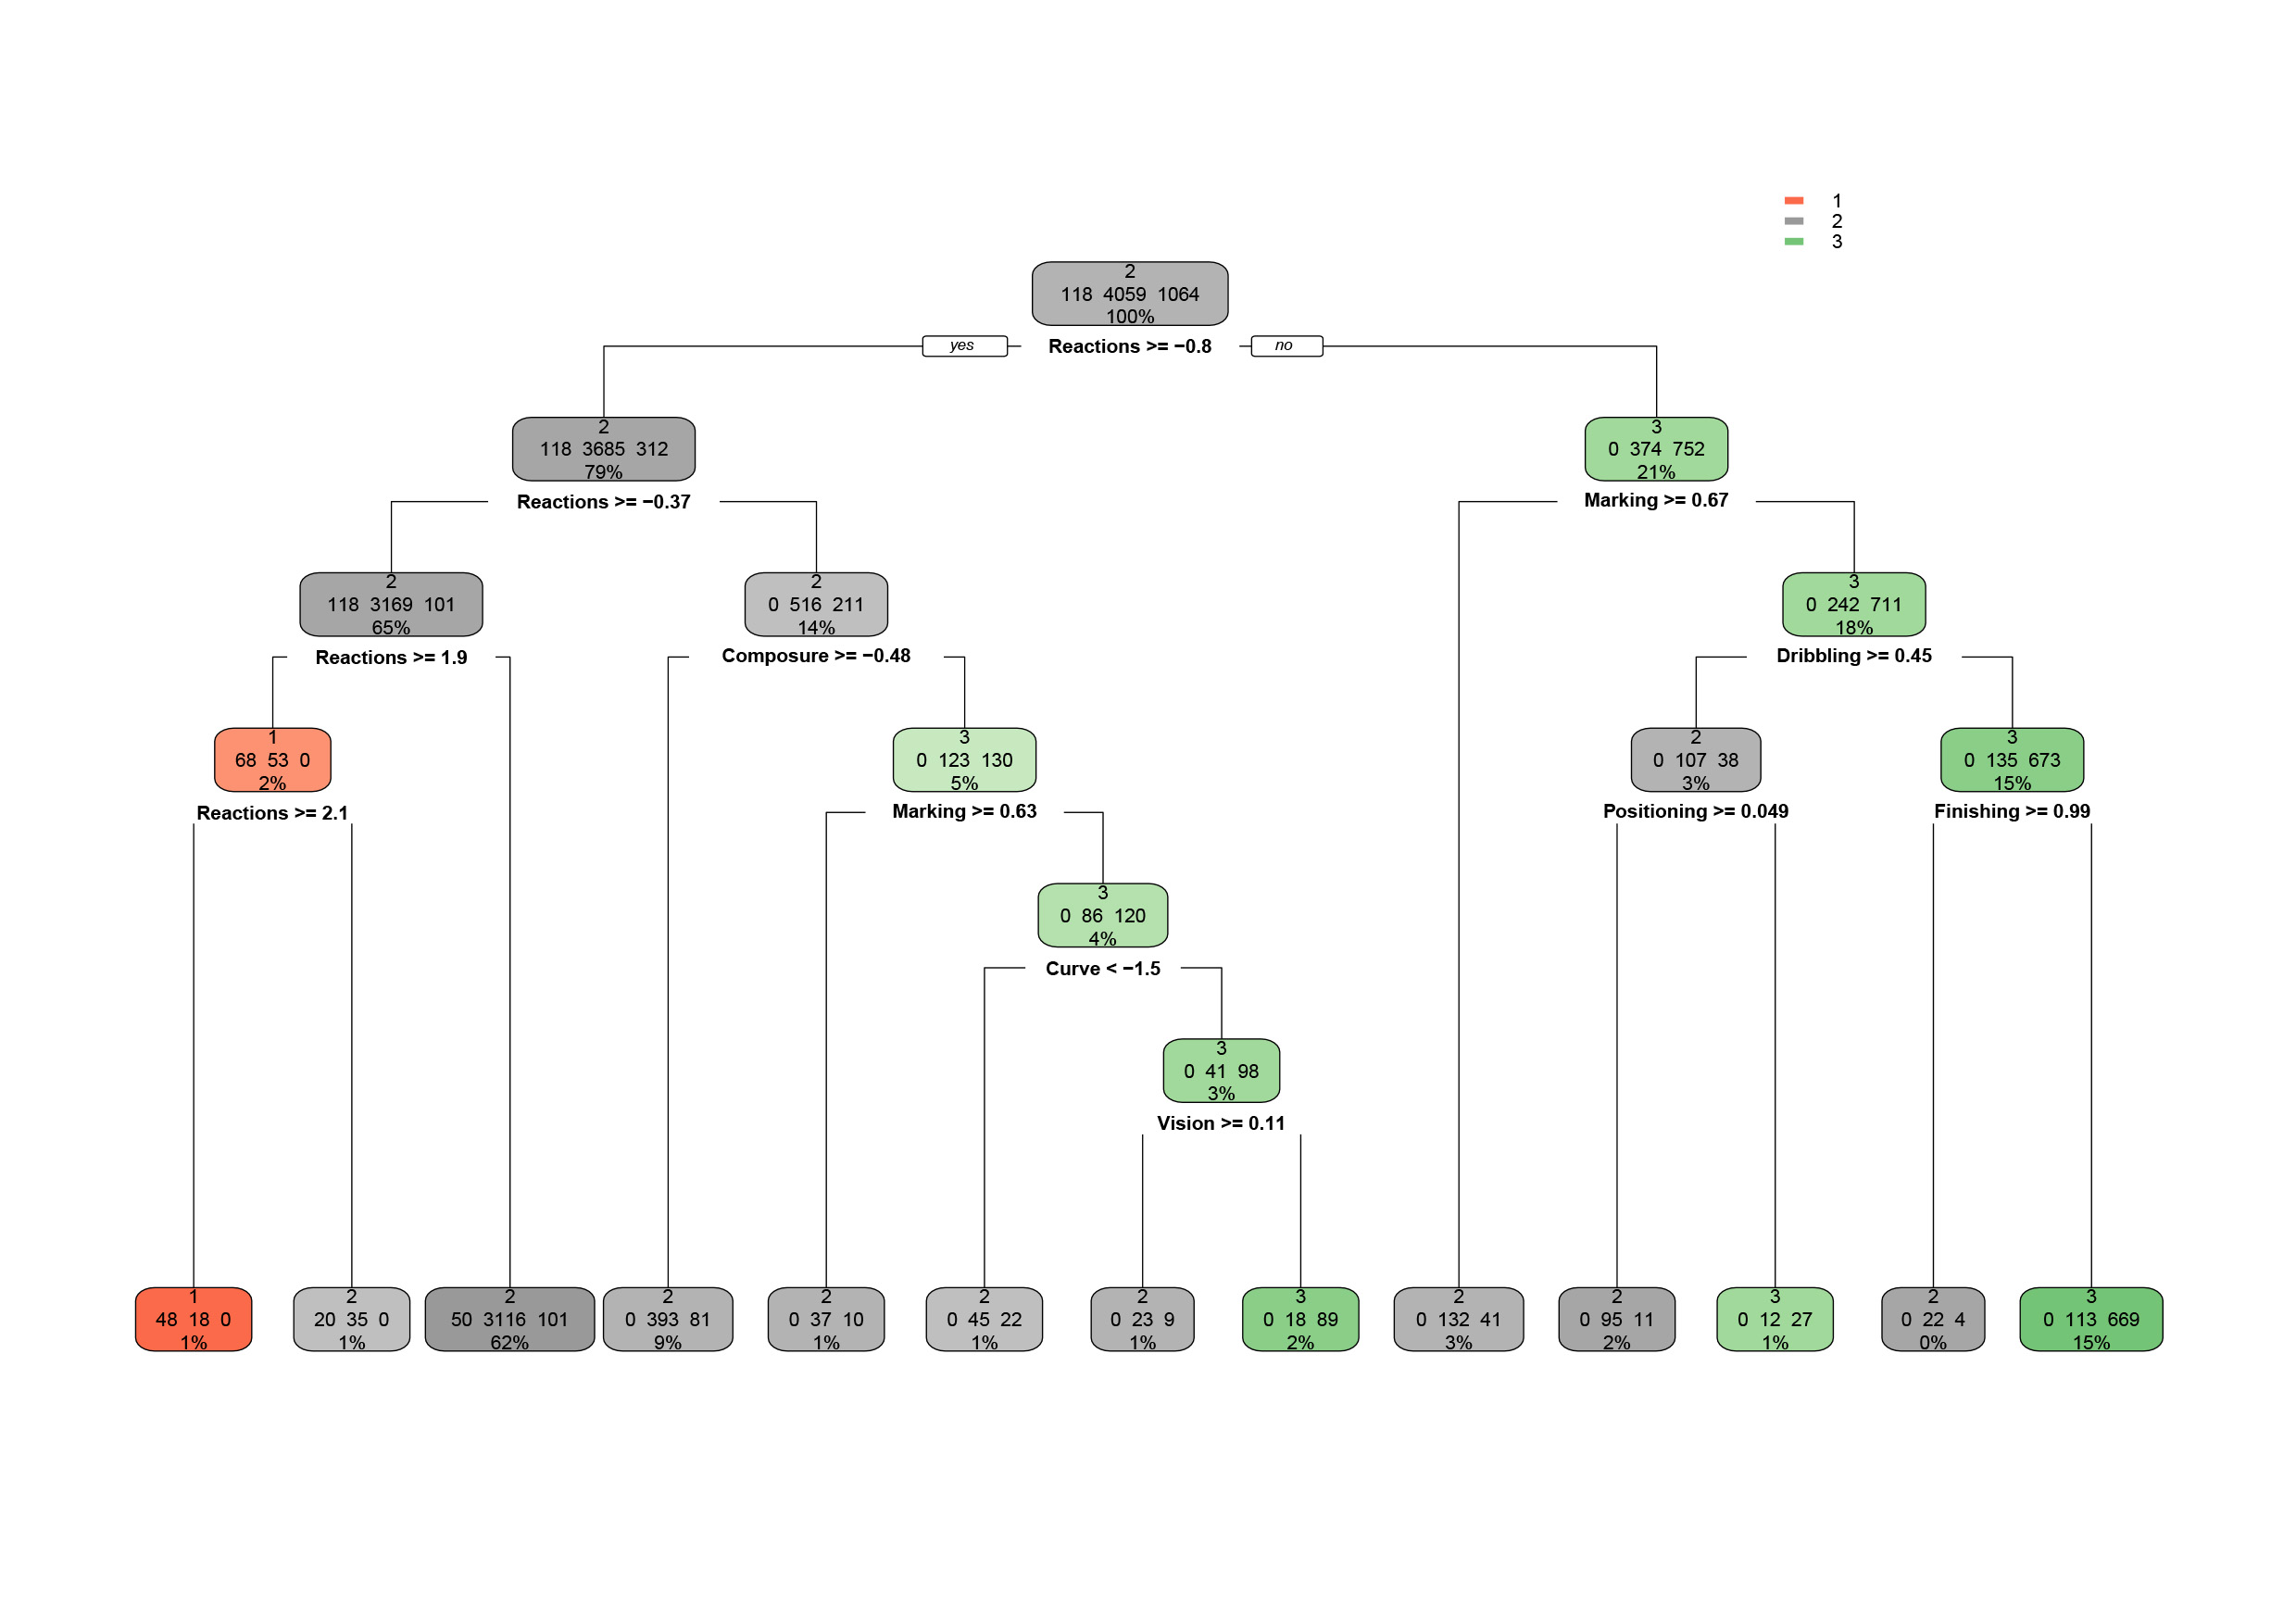 1
2
3
2
118 4059 1064
100%
yes
Reactions >= −0.8
no
2
118 3685 312
79%
3
0 374 752
21%
Reactions >= −0.37
Marking >= 0.67
2
118 3169 101
65%
2
0 516 211
14%
3
0 242 711
18%
Reactions >= 1.9
Composure >= −0.48
Dribbling >= 0.45
1
68 53 0
2%
3
0 123 130
5%
2
0 107 38
3%
3
0 135 673
15%
Reactions >= 2.1
Marking >= 0.63
Positioning >= 0.049
Finishing >= 0.99
3
0 86 120
4%
Curve < −1.5
3
0 41 98
3%
Vision >= 0.11
1
48 18 0
1%
2
20 35 0
1%
2
50 3116 101
62%
2
0 393 81
9%
2
0 37 10
1%
2
0 45 22
1%
2
0 23 9
1%
3
0 18 89
2%
2
0 132 41
3%
2
0 95 11
2%
3
0 12 27
1%
2
0 22 4
0%
3
0 113 669
15%